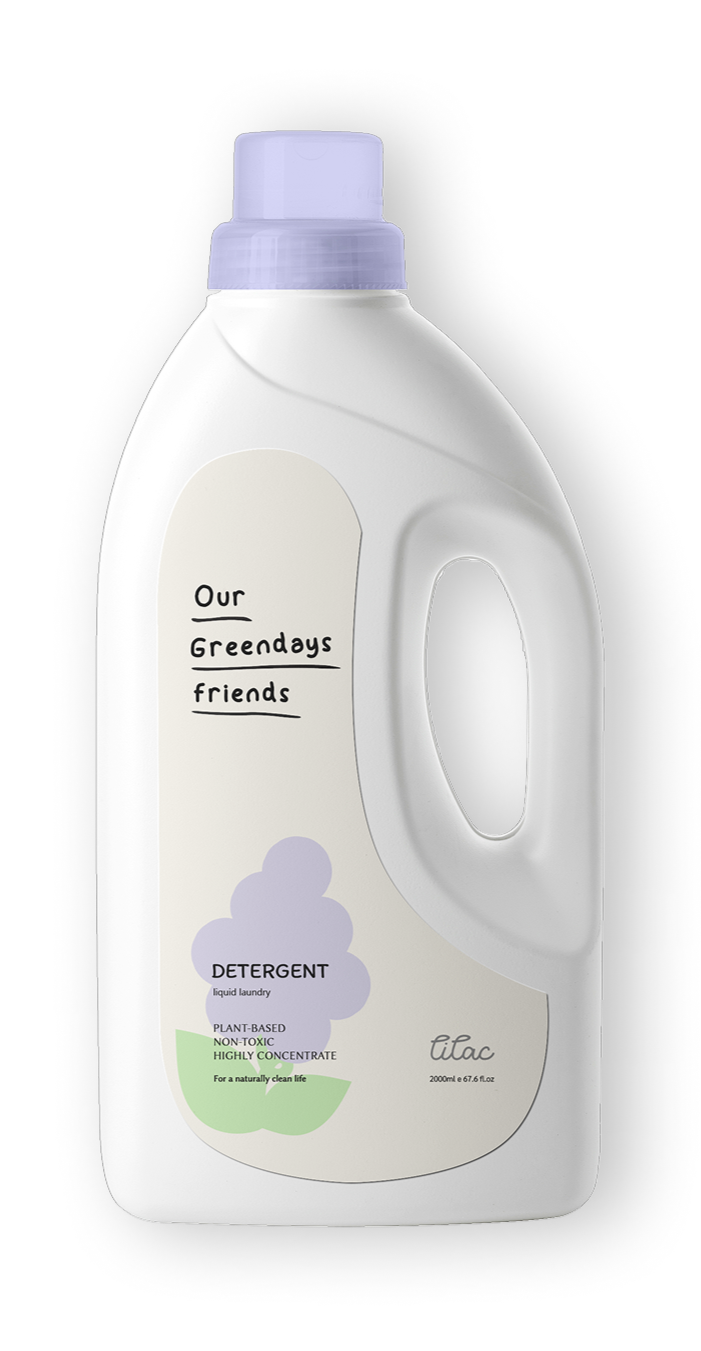 Our
Greendays
friends
DETERGENT
liquid laundry
PLANT-BASED
NON-TOXIC
HIGHLY CONCENTRATE
For a naturally clean life
lilac
2000ml e 67.6 fl.oz